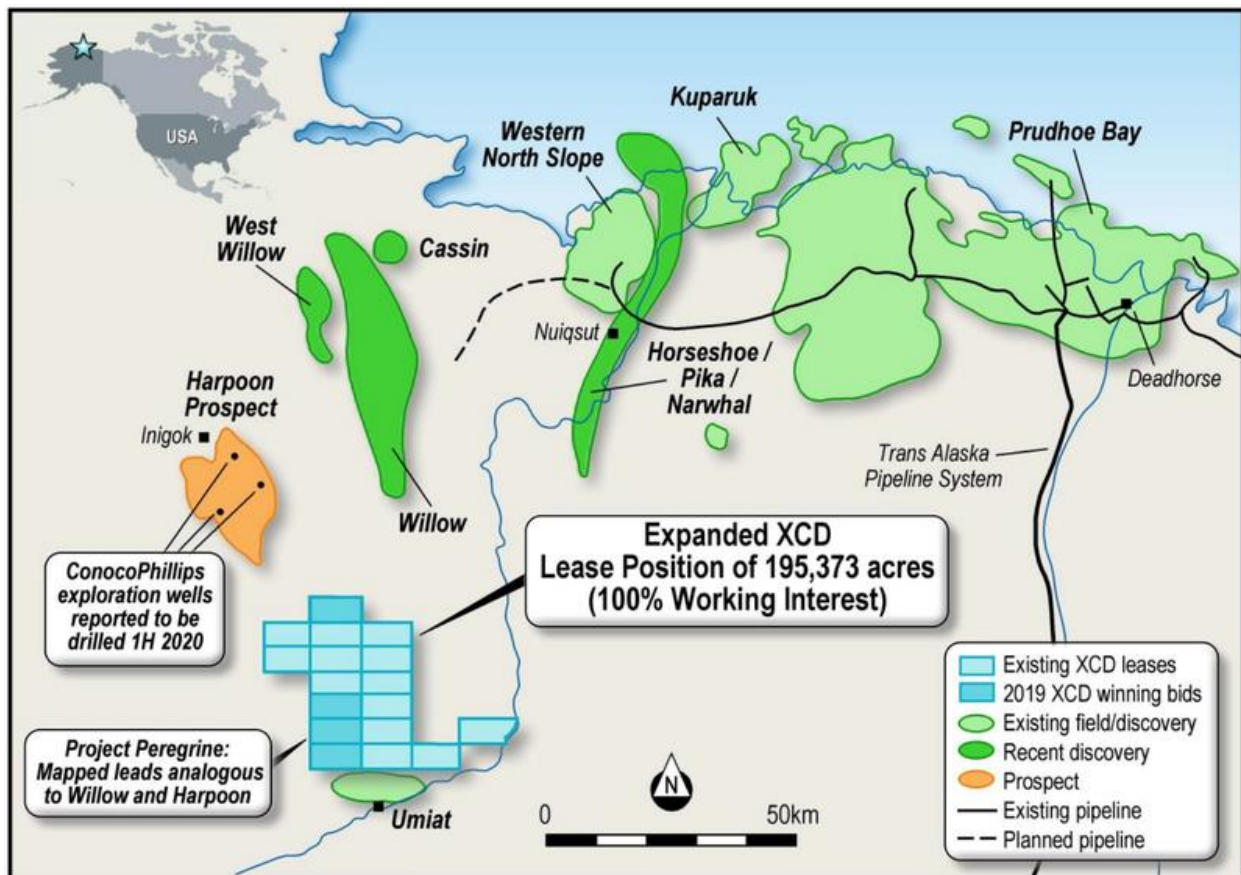 USA
Kuparuk
Western
North Slope
Prudhoe Bay
West
Willow
Cassin
Nuiqsut
Horseshoe /
Pika /
Narwhal
Deadhorse
Harpoon
Prospect
Inigok
Trans Alaska
Pipeline System
Willow
ConocoPhillips
exploration wells
reported to be
drilled 1H 2020
Expanded XCD
Lease Position of 195,373 acres
(100% Working Interest)
Project Peregrine:
Mapped leads analogous
to Willow and Harpoon
Umiat
N
0
50km
Existing XCD leases
2019 XCD winning bids
Existing field/discovery
Recent discovery
Prospect
Existing pipeline
Planned pipeline